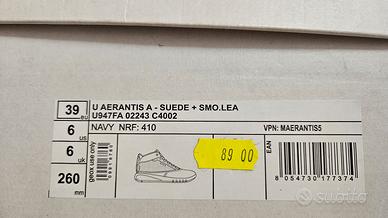 39 eu
U AERANTIS A - SUEDE + SMO.LEA
U947FA 02243 C4002
6 us
NAVY NRF: 410
VPN: MAERANTIS5
6 uk
260 mm
geox use only
89 00
EAN
8 054730 177374
subito